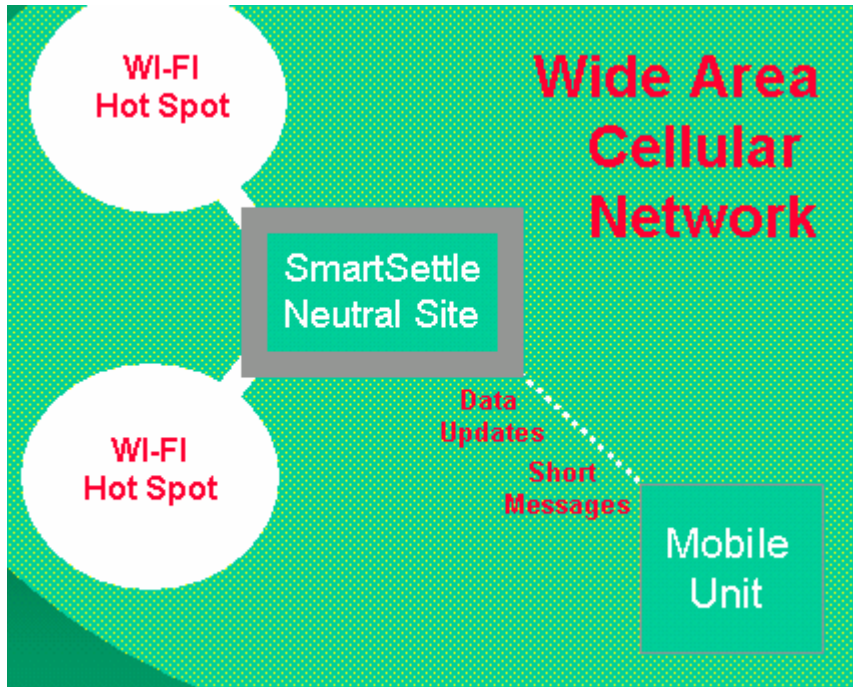 WI-FI
Hot Spot
Wide Area
Cellular
Network
SmartSettle
Neutral Site
Data
Updates
WI-FI
Hot Spot
Short
Messages
Mobile
Unit